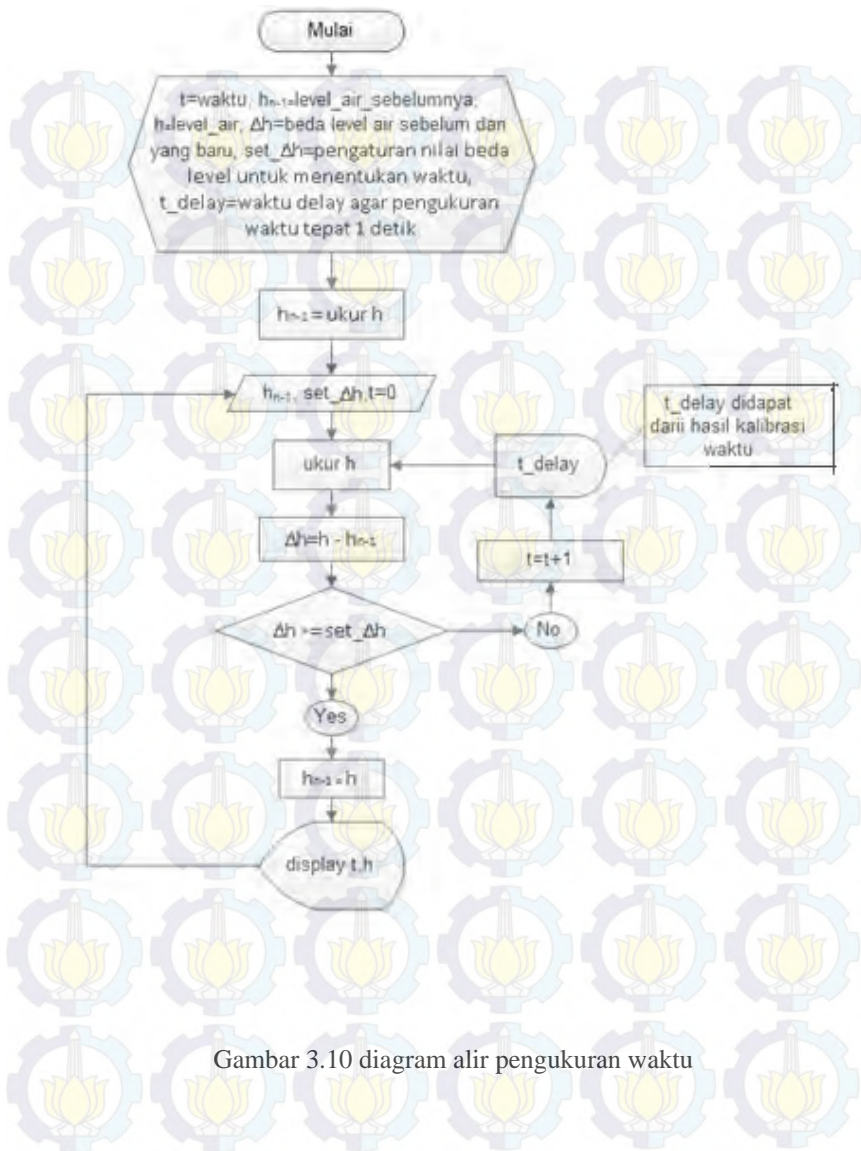 Mulai
t=waktu, hn-1=level_air_sebelumnya,
h=level_air, Δh=beda level air sebelum dan
yang baru, set_Δh=pengaturan nilai beda
level untuk menentukan waktu,
t_delay=waktu delay agar pengukuran
waktu tepat 1 detik
hn-1=ukur h
hn-1, set_Δh,t=0
t_delay didapat
darii hasil kalibrasi
waktu
ukur h
t_delay
Δh=h - hn-1
t=t+1
Δh >= set_Δh
No
Yes
hn-1 = h
display t,h
Gambar 3.10 diagram alir pengukuran waktu